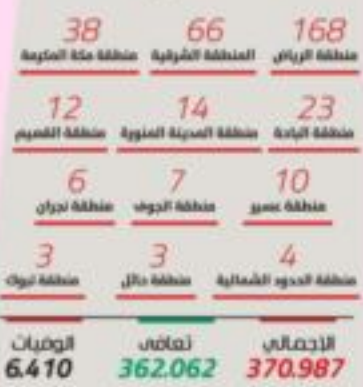 168 66 38
منطقة الرياض المنطقة الشرقية منطقة مكة المكرمة
23 14 12
منطقة الباحة منطقة المدينة المنورة منطقة القصيم
10 7 6
منطقة عسير منطقة الجوف منطقة نجران
4 3 3
منطقة الحدود الشمالية منطقة حائل منطقة تبوك
الإجمالي تعافى الوفيات
370.987 362.062 6.410